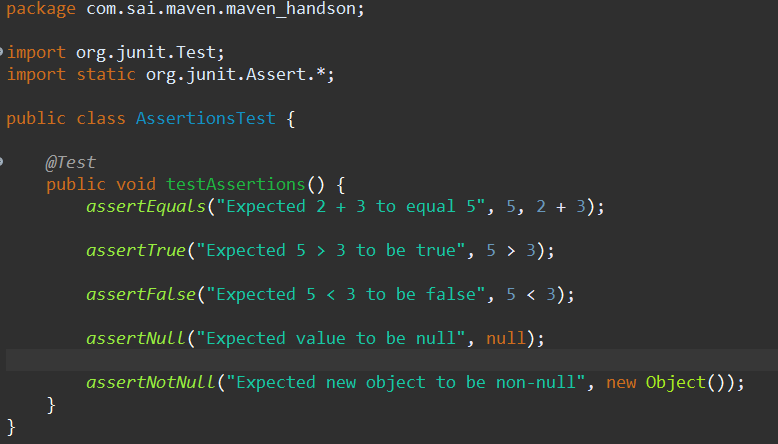 package com.sai.maven.maven_handson;
import org.junit.Test;
import static org.junit.Assert.*;
public class AssertionsTest {
@Test
public void testAssertions() {
assertEquals("Expected 2 + 3 to equal 5", 5, 2 + 3);
assertTrue("Expected 5 > 3 to be true", 5 > 3);
assertFalse("Expected 5 < 3 to be false", 5 < 3);
assertNull("Expected value to be null", null);
assertNotNull("Expected new object to be non-null", new Object());
}
}